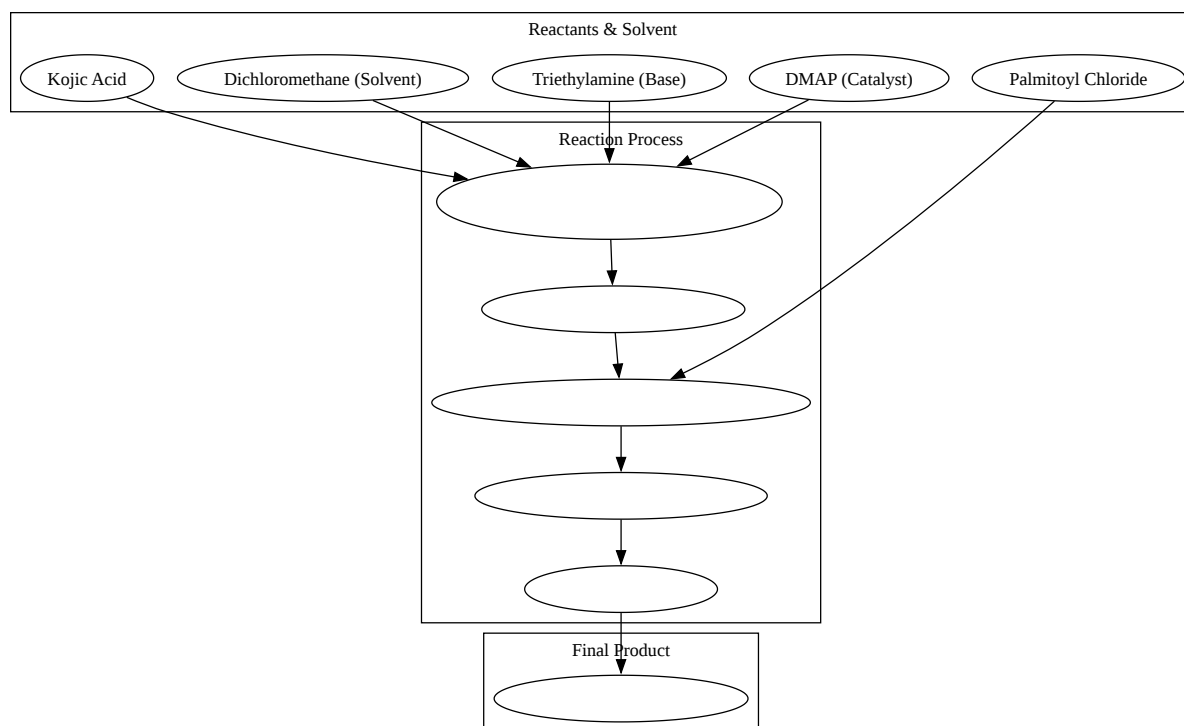 Reactants & Solvent
Kojic Acid
Dichloromethane (Solvent)
Triethylamine (Base)
DMAP (Catalyst)
Palmitoyl Chloride
Reaction Process
Final Product